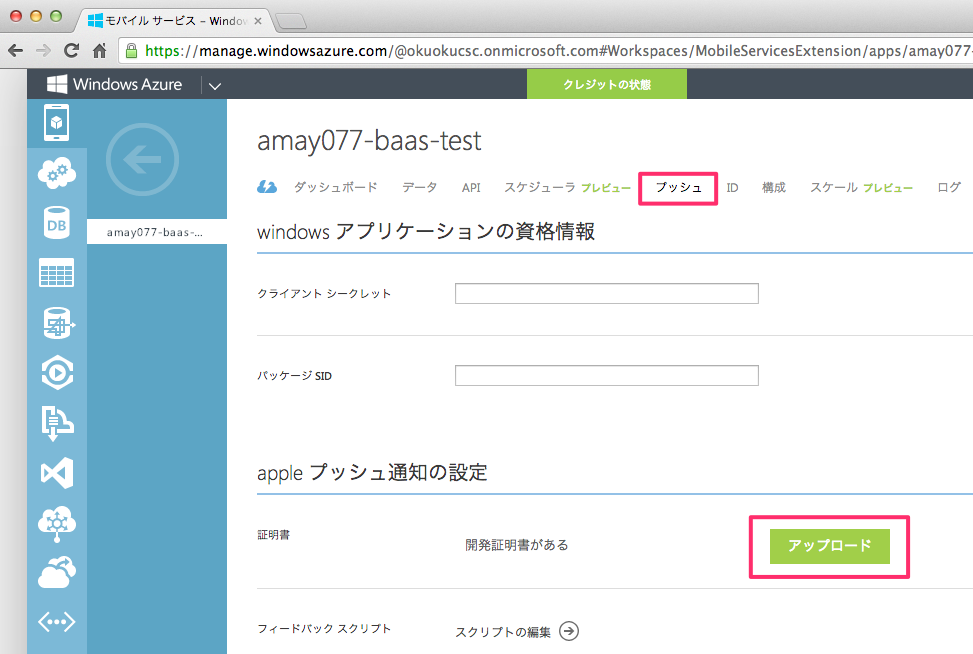 モバイル サービス – Windov
https://manage.windowsazure.com/@okuokucsc.onmicrosoft.com#Workspaces/MobileServicesExtension/apps/amay077-
Windows Azure
クレジットの状態
amay077-baas-test
ダッシュボード データ API スケジューラ プレビュー プッシュ ID 構成 スケール プレビュー ログ
DB
amay077-baas-...
windows アプリケーションの資格情報
クライアント シークレット
パッケージ SID
apple プッシュ通知の設定
証明書 開発証明書がある アップロード
フィードバック スクリプト スクリプトの編集